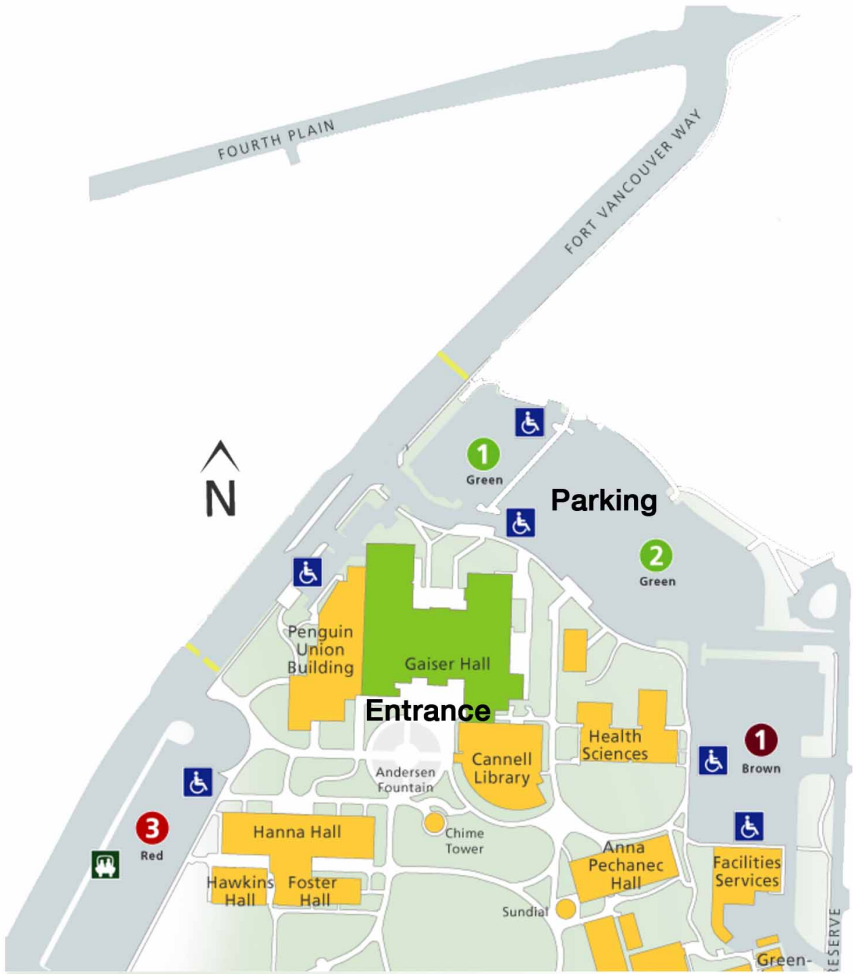 FOURTH PLAIN
FORT VANCOUVER WAY
1
Green
Parking
N
2
Green
Penguin
Union
Building
Gaiser Hall
Entrance
Health
Sciences
1
Brown
Cannell
Library
Andersen
Fountain
3
Red
Hanna Hall
Chime
Tower
Anna
Pechanec
Hall
Facilities
Services
Hawkins
Hall
Foster
Hall
Sundial
RESERVE
Green-